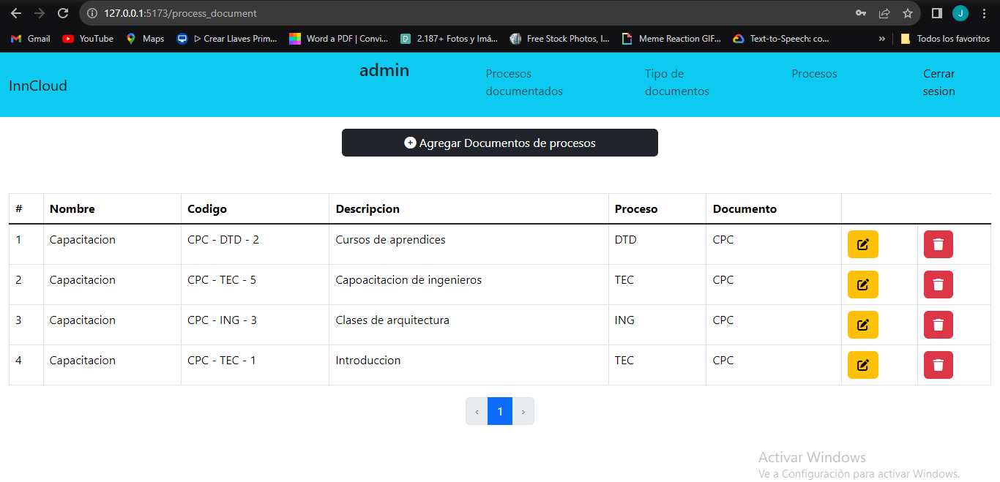 127.0.0.1:5173/process_document
J
Gmail
YouTube
Maps
Crear Llaves Prim...
Word a PDF | Convi...
2.187+ Fotos y Imá...
Free Stock Photos, I...
Meme Reaction GIF...
Text-to-Speech: co...
»
Todos los favoritos
InnCloud
admin
Procesos
documentados
Tipo de
documentos
Procesos
Cerrar
sesion
Agregar Documentos de procesos
# Nombre Codigo Descripcion Proceso Documento
1 Capacitacion CPC - DTD - 2 Cursos de aprendices DTD CPC
2 Capacitacion CPC - TEC - 5 Capoacitacion de ingenieros TEC CPC
3 Capacitacion CPC - ING - 3 Clases de arquitectura ING CPC
4 Capacitacion CPC - TEC - 1 Introduccion TEC CPC
‹ 1 ›
Activar Windows
Ve a Configuración para activar Windows.